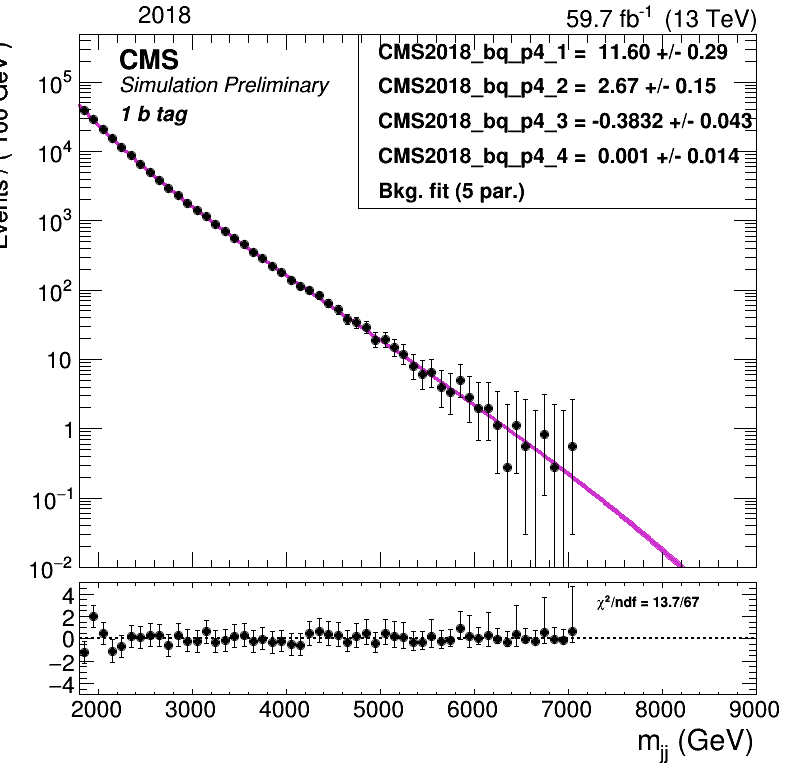 2018
59.7 fb⁻¹ (13 TeV)
CMS
Simulation Preliminary
1 b tag
CMS2018_bq_p4_1 = 11.60 +/- 0.29
CMS2018_bq_p4_2 = 2.67 +/- 0.15
CMS2018_bq_p4_3 = -0.3832 +/- 0.043
CMS2018_bq_p4_4 = 0.001 +/- 0.014
Bkg. fit (5 par.)
10⁵
10⁴
10³
10²
10
1
10⁻¹
10⁻²
χ²/ndf = 13.7/67
4
2
0
−2
−4
2000 3000 4000 5000 6000 7000 8000 9000
m_jj (GeV)